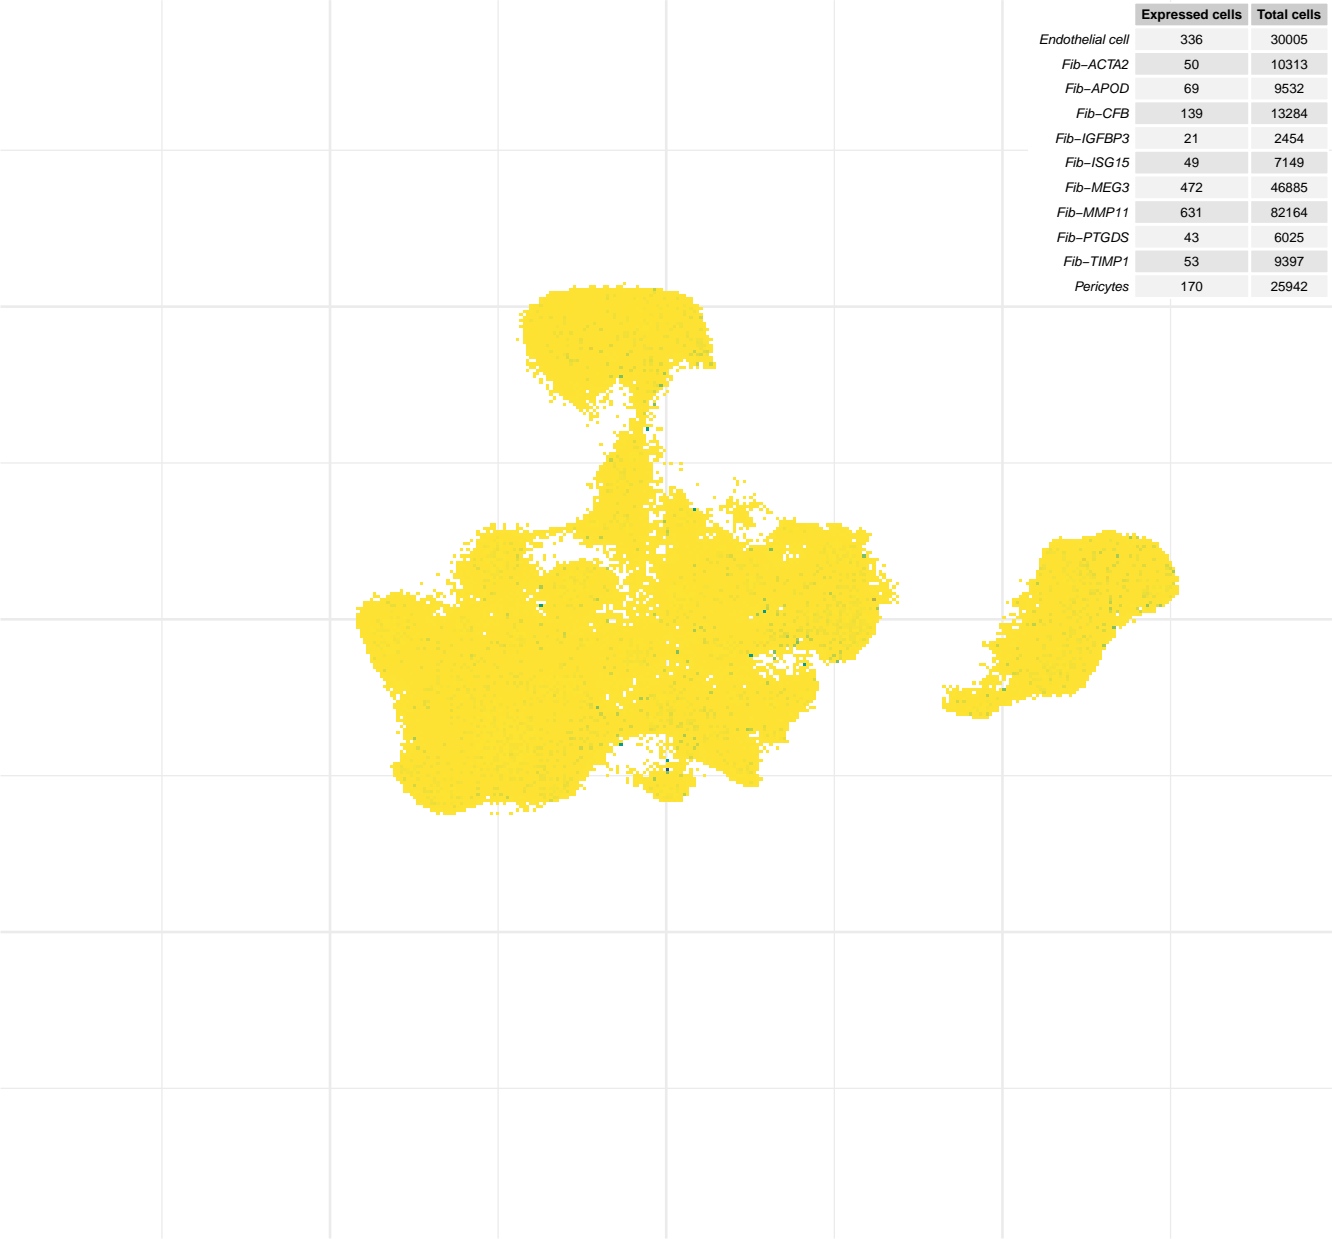 Expressed cells Total cells
Endothelial cell 336 30005
Fib−ACTA2 50 10313
Fib−APOD 69 9532
Fib−CFB 139 13284
Fib−IGFBP3 21 2454
Fib−ISG15 49 7149
Fib−MEG3 472 46885
Fib−MMP11 631 82164
Fib−PTGDS 43 6025
Fib−TIMP1 53 9397
Pericytes 170 25942